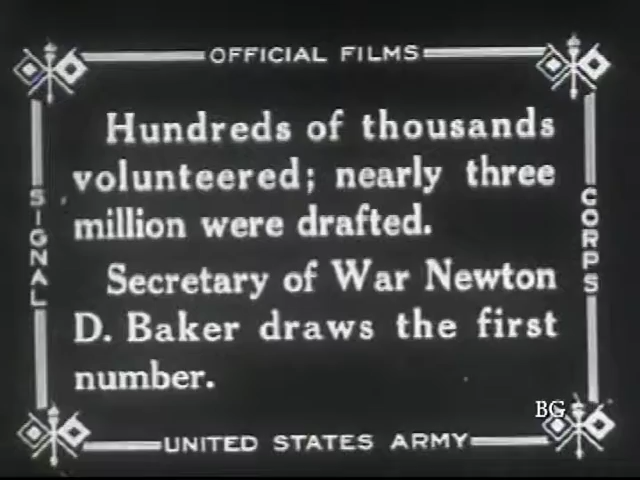 OFFICIAL FILMS
Hundreds of thousands
volunteered; nearly three
million were drafted.
Secretary of War Newton
D. Baker draws the first
number.
SIGNAL
CORPS
BG
UNITED STATES ARMY